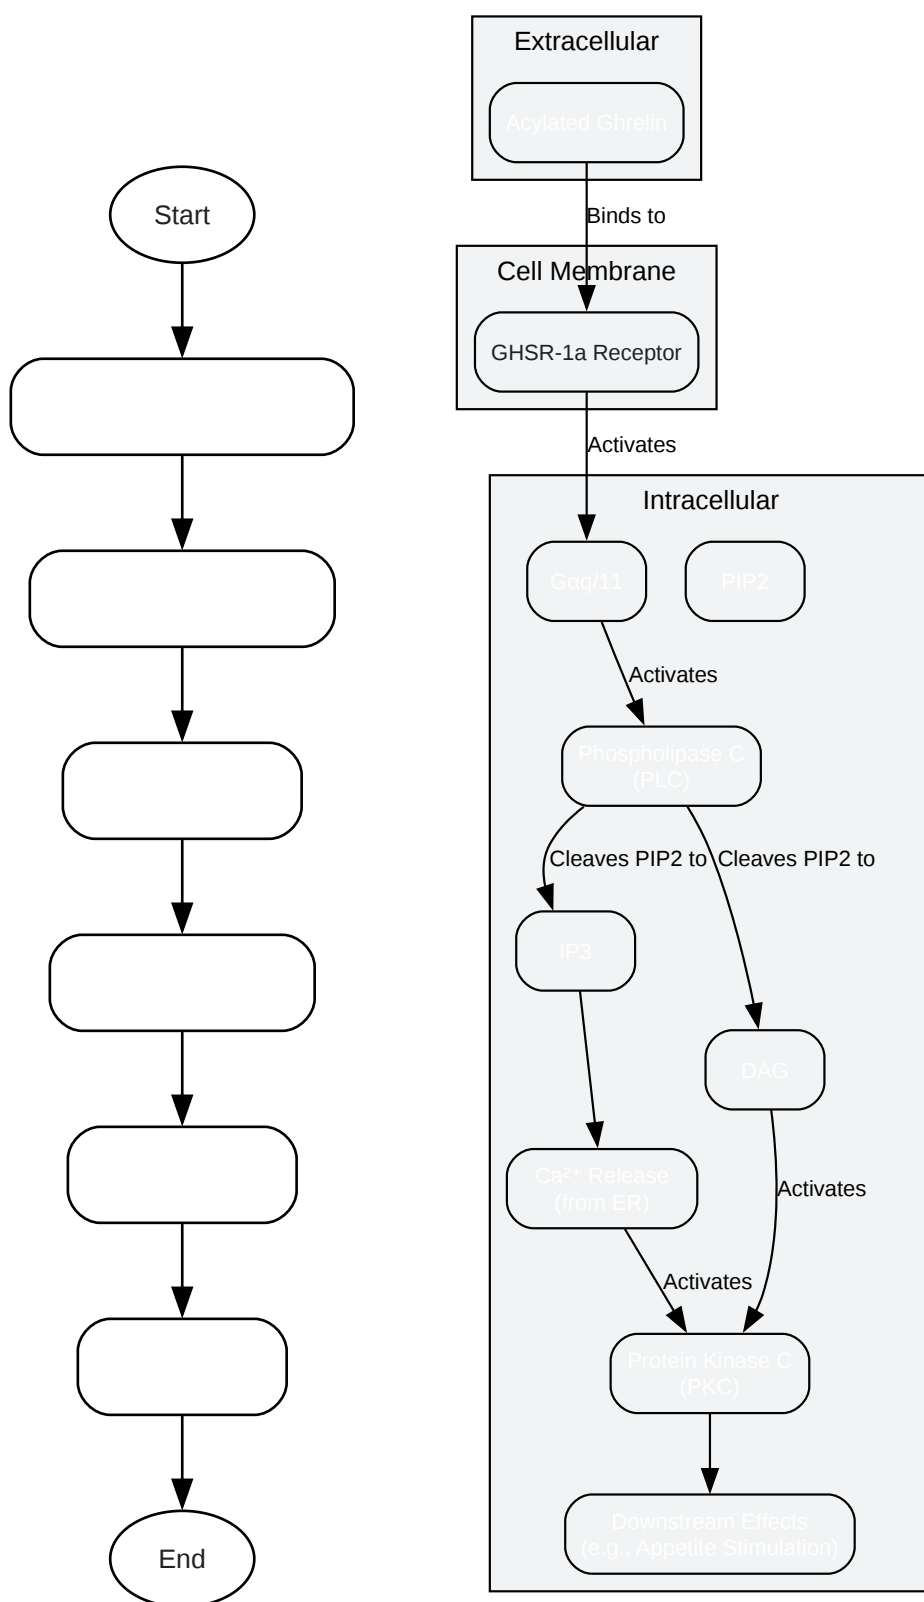 Start
End
Extracellular
Acylated Ghrelin
Binds to
Cell Membrane
GHSR-1a Receptor
Activates
Intracellular
Gαq/11
PIP2
Activates
Phospholipase C
(PLC)
Cleaves PIP2 to
Cleaves PIP2 to
IP3
DAG
Ca²⁺ Release
(from ER)
Activates
Activates
Protein Kinase C
(PKC)
Downstream Effects
(e.g., Appetite Stimulation)